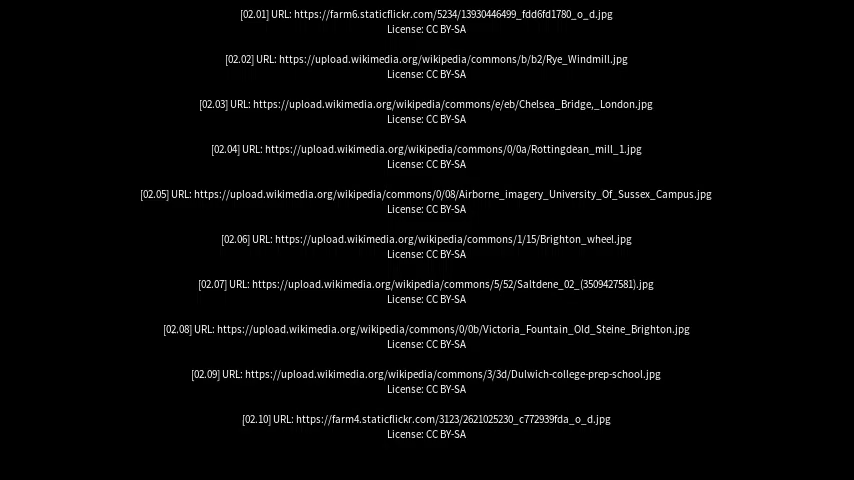 [02.01] URL: https://farm6.staticflickr.com/5234/13930446499_fdd6fd1780_o_d.jpg
License: CC BY-SA
[02.02] URL: https://upload.wikimedia.org/wikipedia/commons/b/b2/Rye_Windmill.jpg
License: CC BY-SA
[02.03] URL: https://upload.wikimedia.org/wikipedia/commons/e/eb/Chelsea_Bridge,_London.jpg
License: CC BY-SA
[02.04] URL: https://upload.wikimedia.org/wikipedia/commons/0/0a/Rottingdean_mill_1.jpg
License: CC BY-SA
[02.05] URL: https://upload.wikimedia.org/wikipedia/commons/0/08/Airborne_imagery_University_Of_Sussex_Campus.jpg
License: CC BY-SA
[02.06] URL: https://upload.wikimedia.org/wikipedia/commons/1/15/Brighton_wheel.jpg
License: CC BY-SA
[02.07] URL: https://upload.wikimedia.org/wikipedia/commons/5/52/Saltdene_02_(3509427581).jpg
License: CC BY-SA
[02.08] URL: https://upload.wikimedia.org/wikipedia/commons/0/0b/Victoria_Fountain_Old_Steine_Brighton.jpg
License: CC BY-SA
[02.09] URL: https://upload.wikimedia.org/wikipedia/commons/3/3d/Dulwich-college-prep-school.jpg
License: CC BY-SA
[02.10] URL: https://farm4.staticflickr.com/3123/2621025230_c772939fda_o_d.jpg
License: CC BY-SA